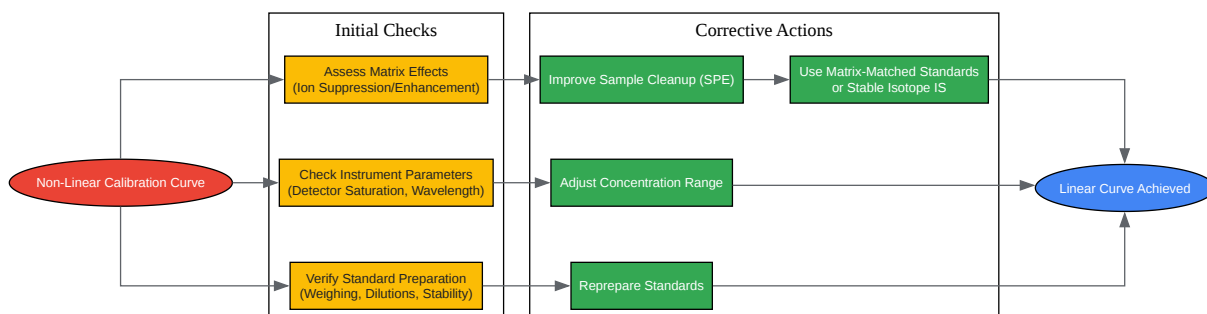 Initial Checks
Corrective Actions
Assess Matrix Effects
(Ion Suppression/Enhancement)
Improve Sample Cleanup (SPE)
Use Matrix-Matched Standards
or Stable Isotope IS
Non-Linear Calibration Curve
Check Instrument Parameters
(Detector Saturation, Wavelength)
Adjust Concentration Range
Linear Curve Achieved
Verify Standard Preparation
(Weighing, Dilutions, Stability)
Reprepare Standards